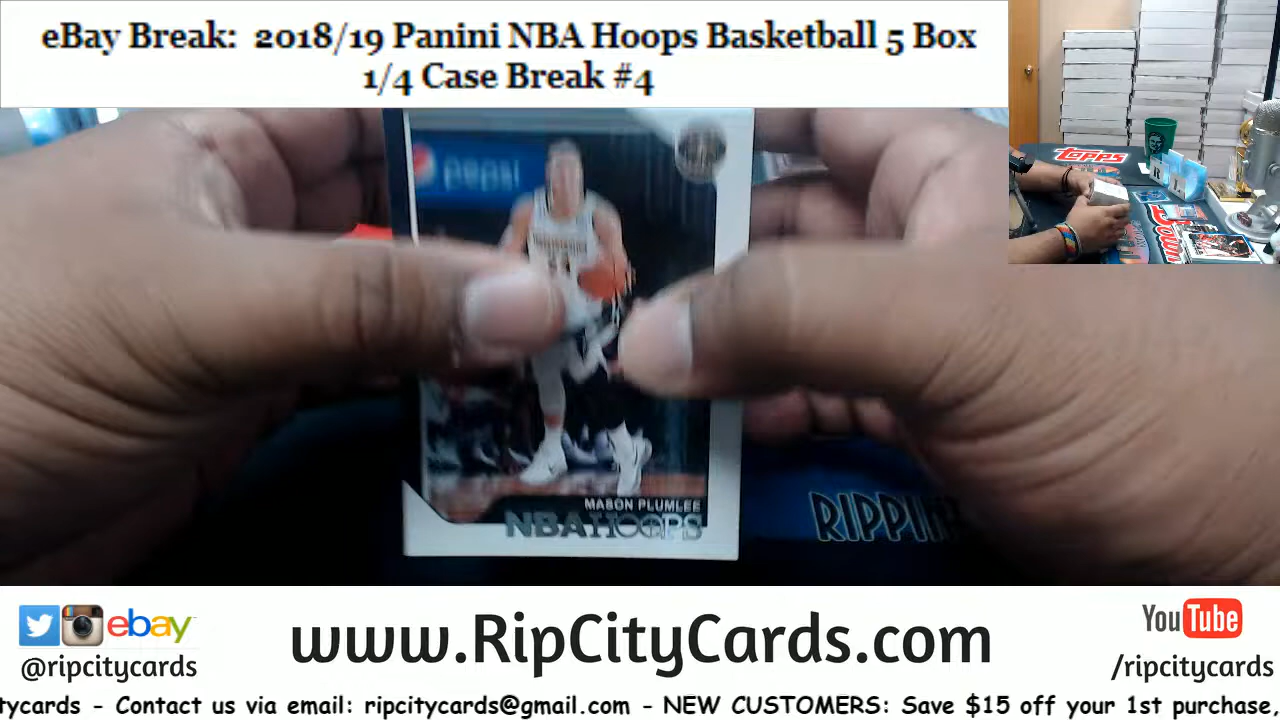 eBay Break: 2018/19 Panini NBA Hoops Basketball 5 Box
1/4 Case Break #4
pepsi
topps
MASON PLUMLEE
NBA HOOPS
RIPPIN
ebay
@ripcitycards
www.RipCityCards.com
YouTube
/ripcitycards
tycards - Contact us via email: ripcitycards@gmail.com - NEW CUSTOMERS: Save $15 off your 1st purchase.